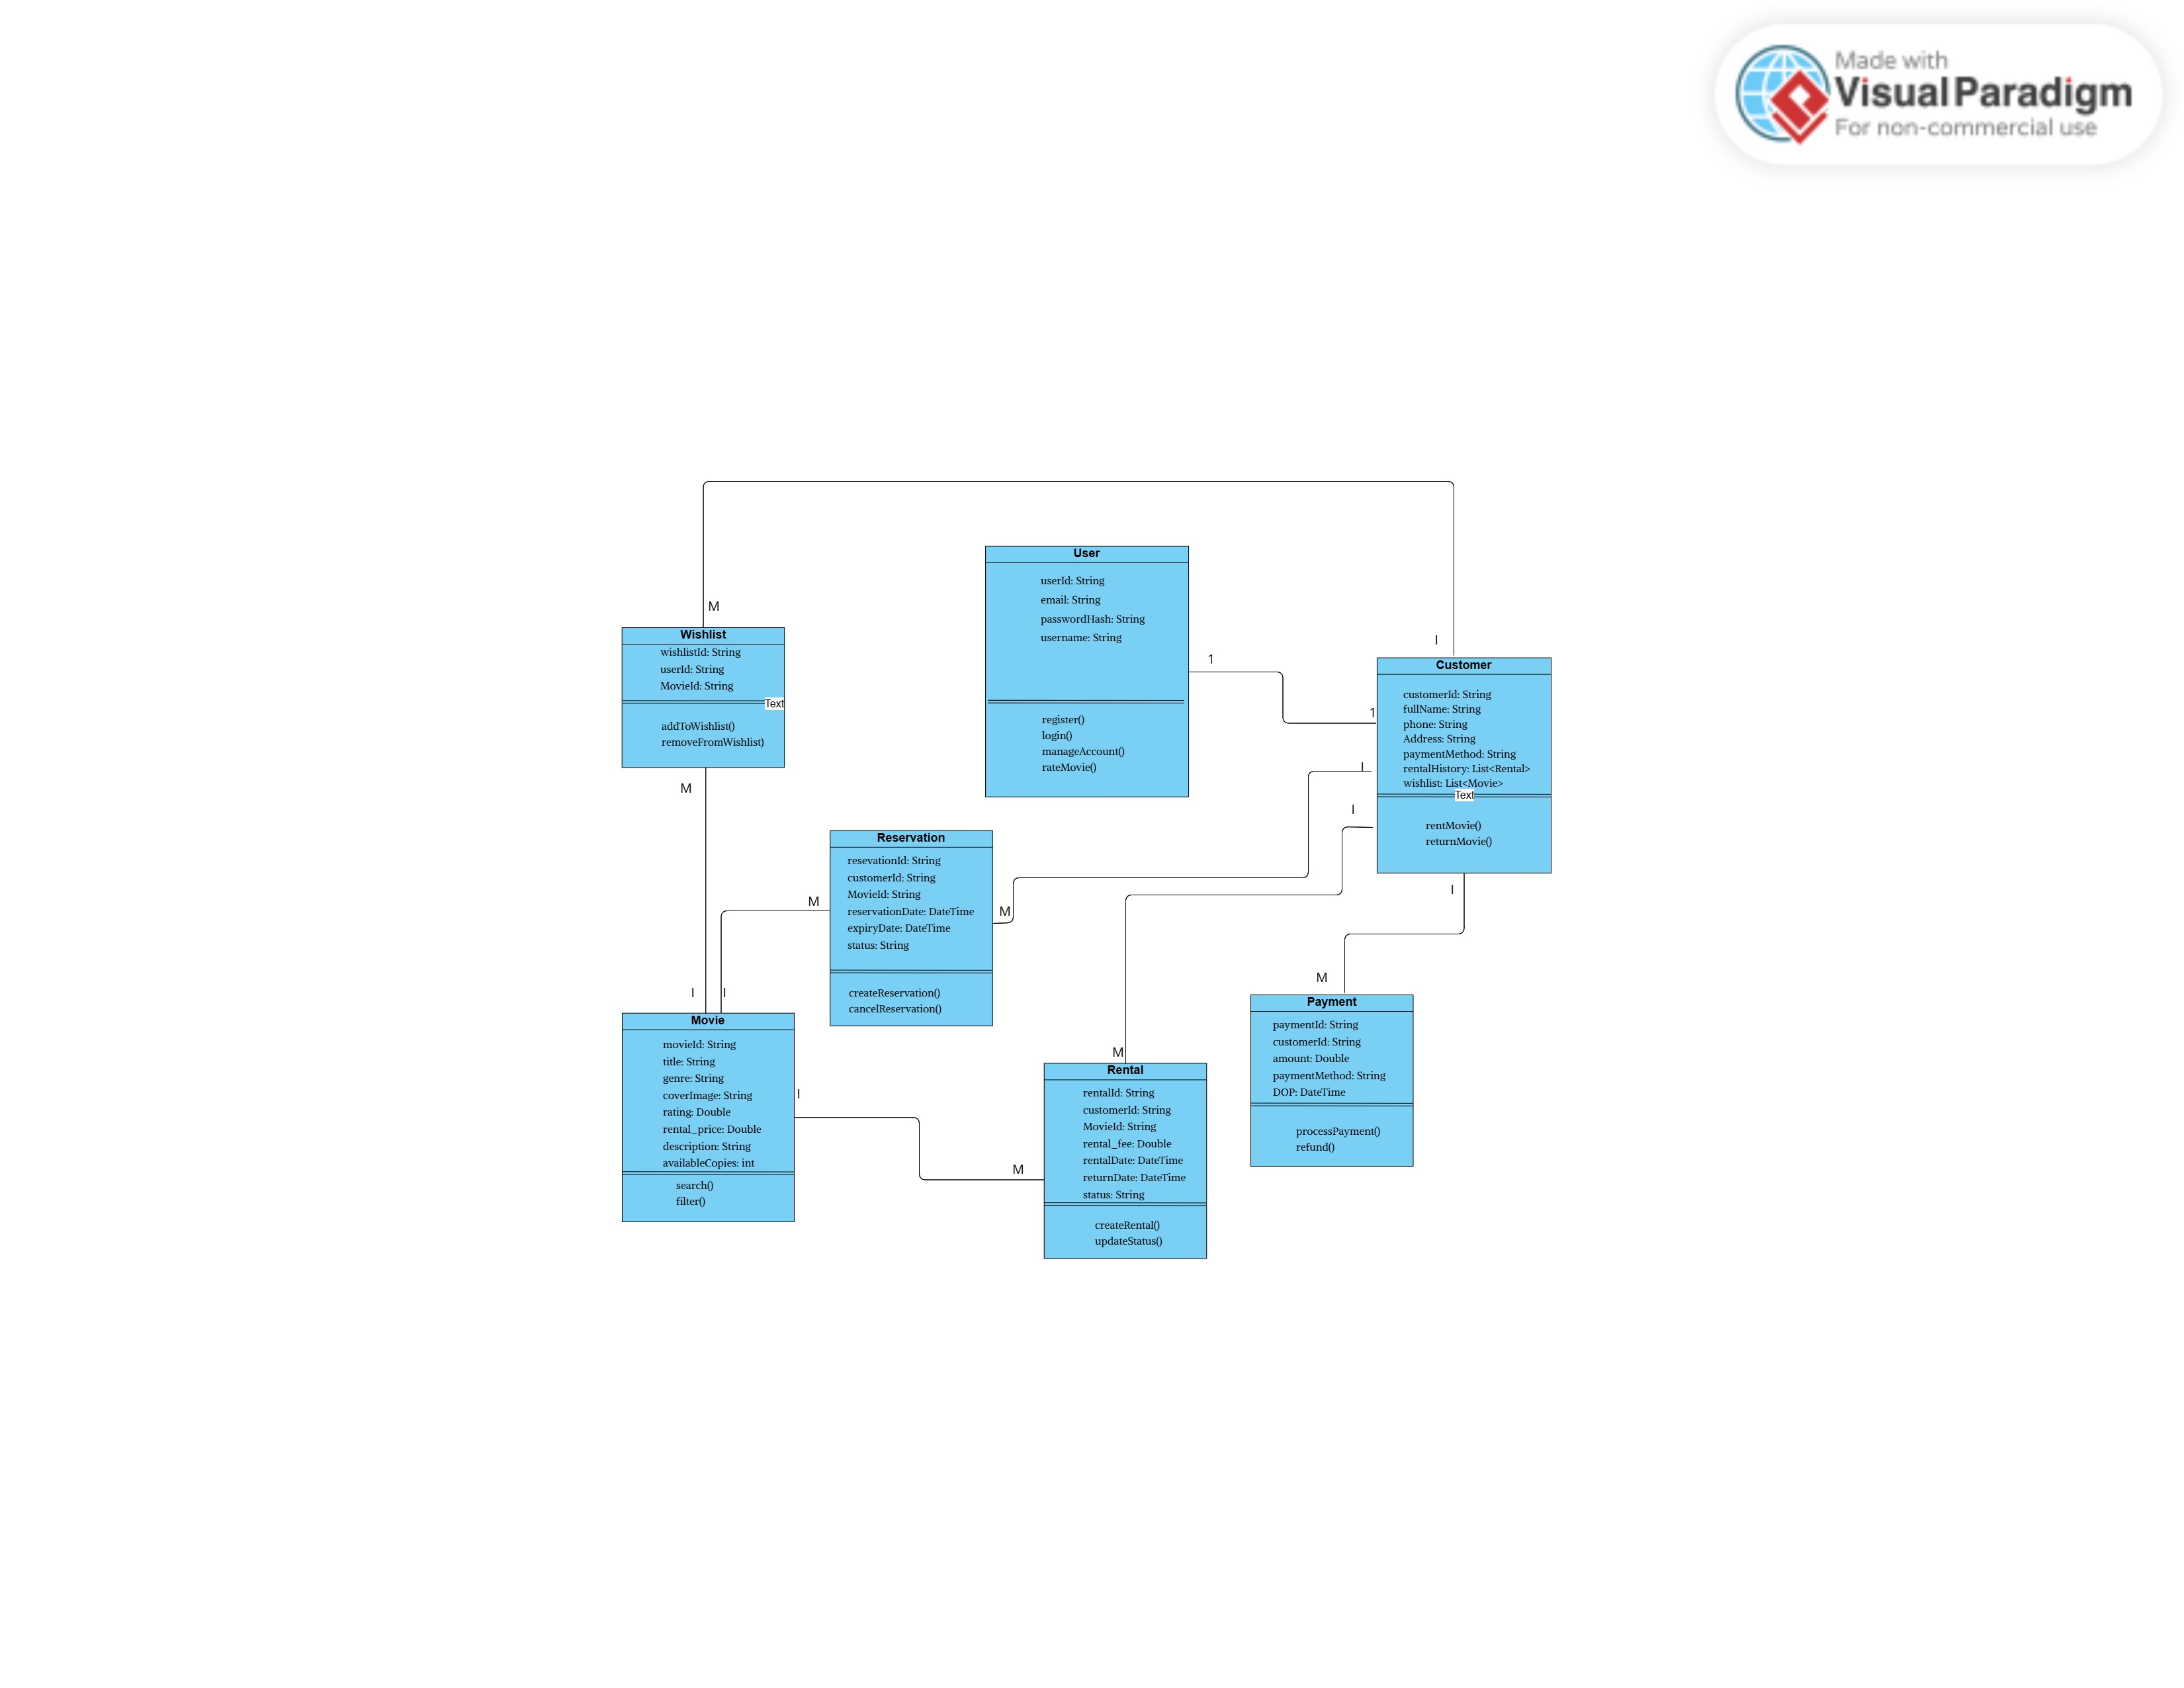 Made with
Visual Paradigm
For non-commercial use
User
userId: String
email: String
passwordHash: String
username: String
register()
login()
manageAccount()
rateMovie()
1
1
M
I
Wishlist
wishlistId: String
userId: String
MovieId: String
Text
addToWishlist()
removeFromWishlist)
M
Customer
customerId: String
fullName: String
phone: String
Address: String
paymentMethod: String
rentalHistory: List<Rental>
wishlist: List<Movie>
Text
rentMovie()
returnMovie()
I
I
I
Reservation
resevationId: String
customerId: String
MovieId: String
reservationDate: DateTime
expiryDate: DateTime
status: String
createReservation()
cancelReservation()
M
M
M
I
I
Movie
movieId: String
title: String
genre: String
coverImage: String
rating: Double
rental_price: Double
description: String
availableCopies: int
search()
filter()
I
M
M
Rental
rentalId: String
customerId: String
MovieId: String
rental_fee: Double
rentalDate: DateTime
returnDate: DateTime
status: String
createRental()
updateStatus()
Payment
paymentId: String
customerId: String
amount: Double
paymentMethod: String
DOP: DateTime
processPayment()
refund()